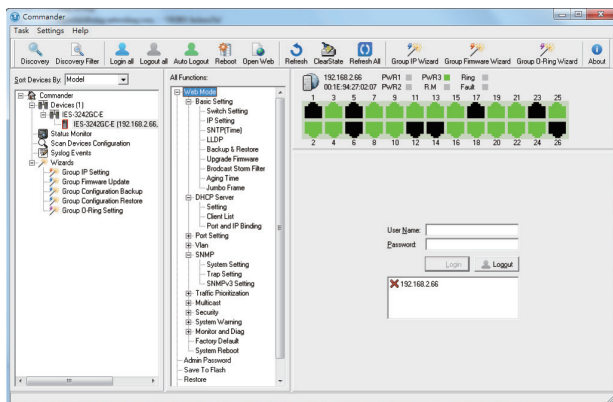 Commander
Task Settings Help
Discovery Discovery Filter Login all Logout all Auto Logout Reboot Open Web Refresh ClearState Refresh All Group IP Wizard Group Firmware Wizard Group O-Ring Wizard About
Sort Devices By: Model
Commander
Devices (1)
IES-3242GC-E
IES-3242GC-E [192.168.2.66,
Status Monitor
Scan Devices Configuration
Syslog Events
Wizards
Group IP Setting
Group Firmware Update
Group Configuration Backup
Group Configuration Restore
Group O-Ring Setting
All Functions:
Web Mode
Basic Setting
Switch Setting
IP Setting
SNTP(Time)
LLDP
Backup & Restore
Upgrade Firmware
Brodcast Storm Filter
Aging Time
Jumbo Frame
DHCP Server
Setting
Client List
Port and IP Binding
Port Setting
Vlan
SNMP
System Setting
Trap Setting
SNMPv3 Setting
Traffic Prioritization
Multicast
Security
System Warning
Monitor and Diag
Factory Default
System Reboot
Admin Password
Save To Flash
Restore
192.168.2.66 PWR1 PWR3 Ring
00:1E:94:27:02:07 PWR2 R.M Fault
1 3 5 7 9 11 13 15 17 19 21 23 25
2 4 6 8 10 12 14 16 18 20 22 24 26
User Name:
Password:
Login Logout
192.168.2.66